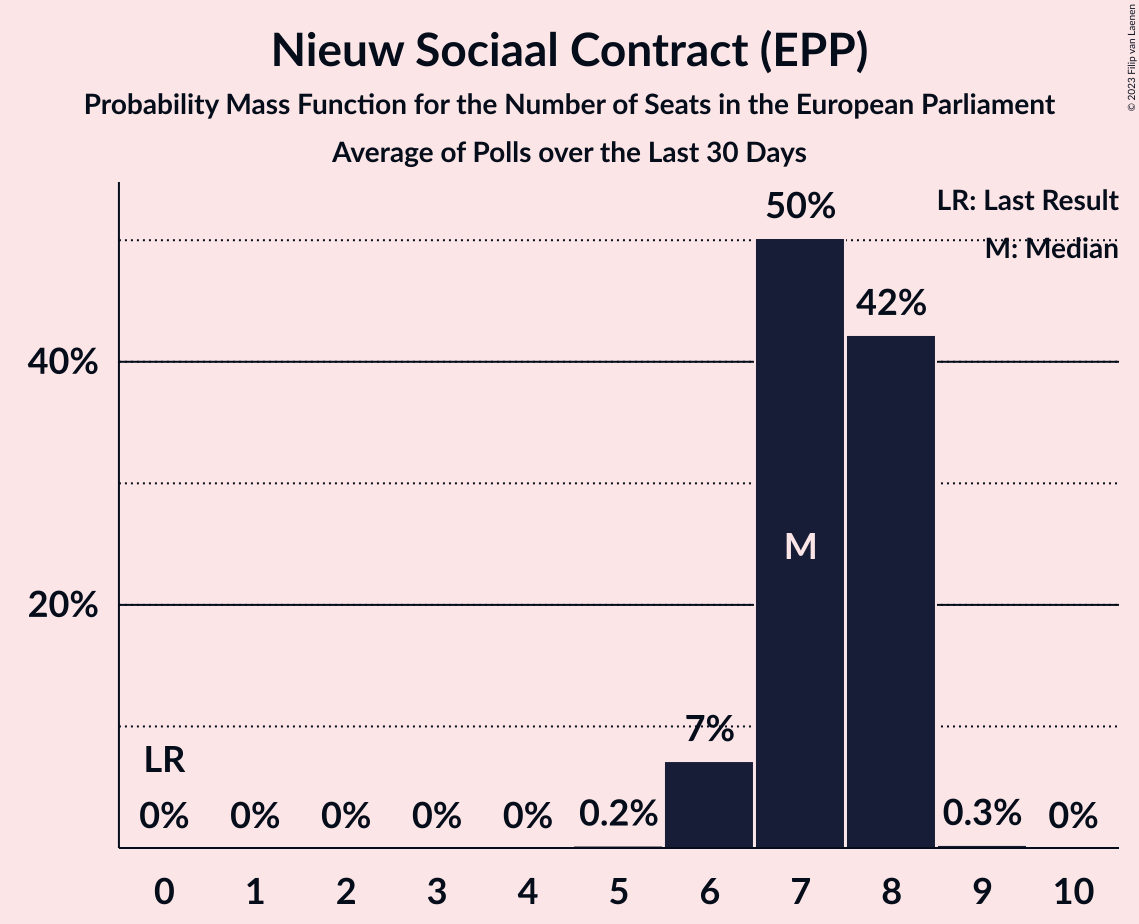 Nieuw Sociaal Contract (EPP)
Probability Mass Function for the Number of Seats in the European Parliament
Average of Polls over the Last 30 Days
© 2023 Filip van Laenen
LR: Last Result
M: Median
50%
42%
40%
M
20%
7%
LR
0% 0% 0% 0% 0% 0.2% 0.3% 0%
0 1 2 3 4 5 6 7 8 9 10